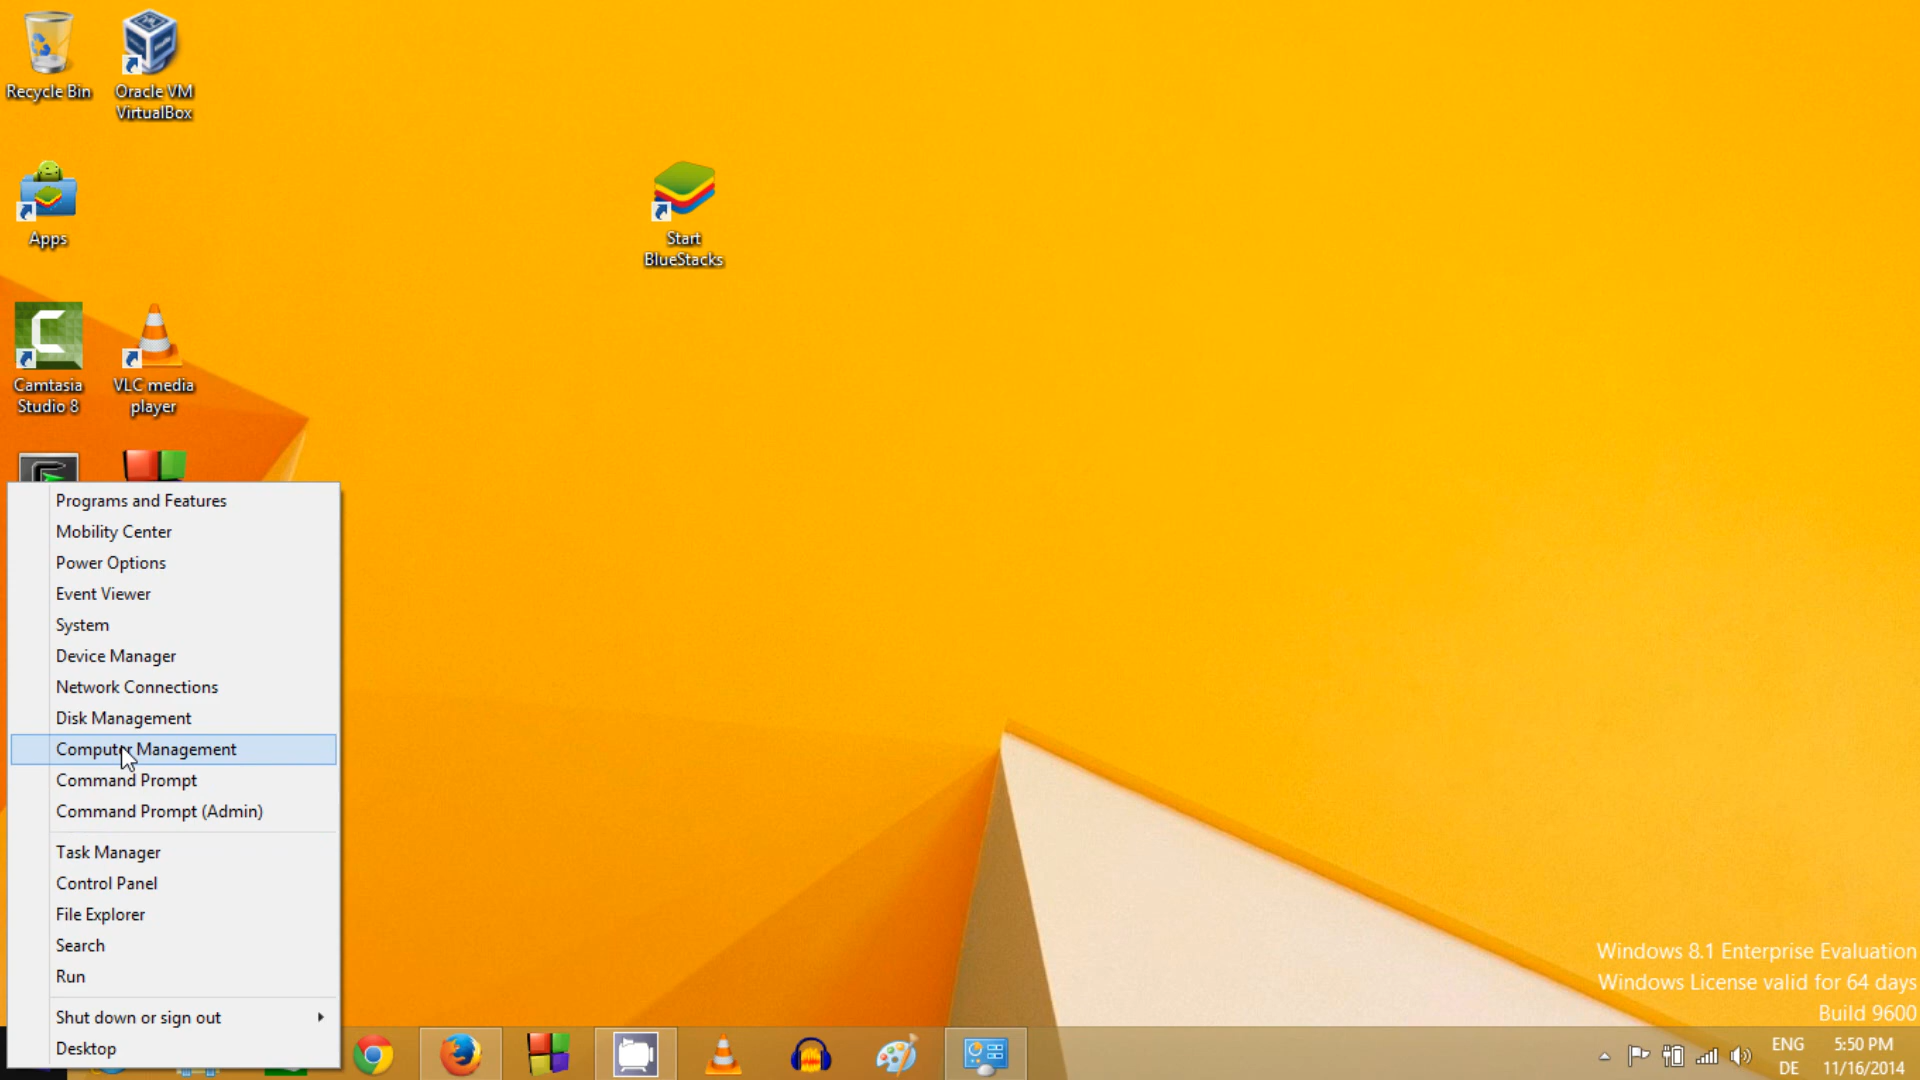 Recycle Bin
Oracle VM
VirtualBox
Apps
Start
BlueStacks
Camtasia
Studio 8
VLC media
player
Programs and Features
Mobility Center
Power Options
Event Viewer
System
Device Manager
Network Connections
Disk Management
Computer Management
Command Prompt
Command Prompt (Admin)
Task Manager
Control Panel
File Explorer
Search
Run
Shut down or sign out
Desktop
Windows 8.1 Enterprise Evaluation
Windows License valid for 64 days
Build 9600
ENG
DE
5:50 PM
11/16/2014